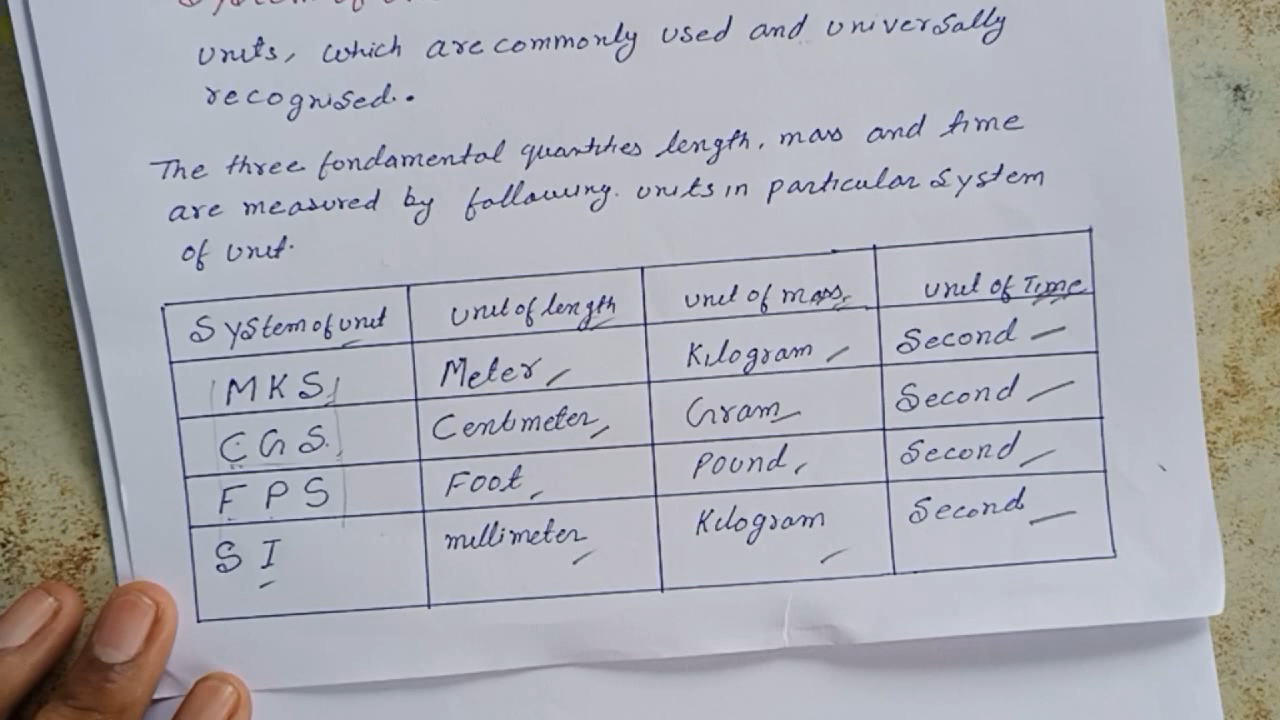 System of
units, which are commonly used and universally
recognised.
The three fondamental quantities length, mass and time
are measured by following. units in particular System
of unit.
System of unit Unit of length unit of mass unit of Time
MKS Meter Kilogram Second
CGS. Centimeter Gram Second
FPS Foot Pound Second
SI millimeter Kilogram Second